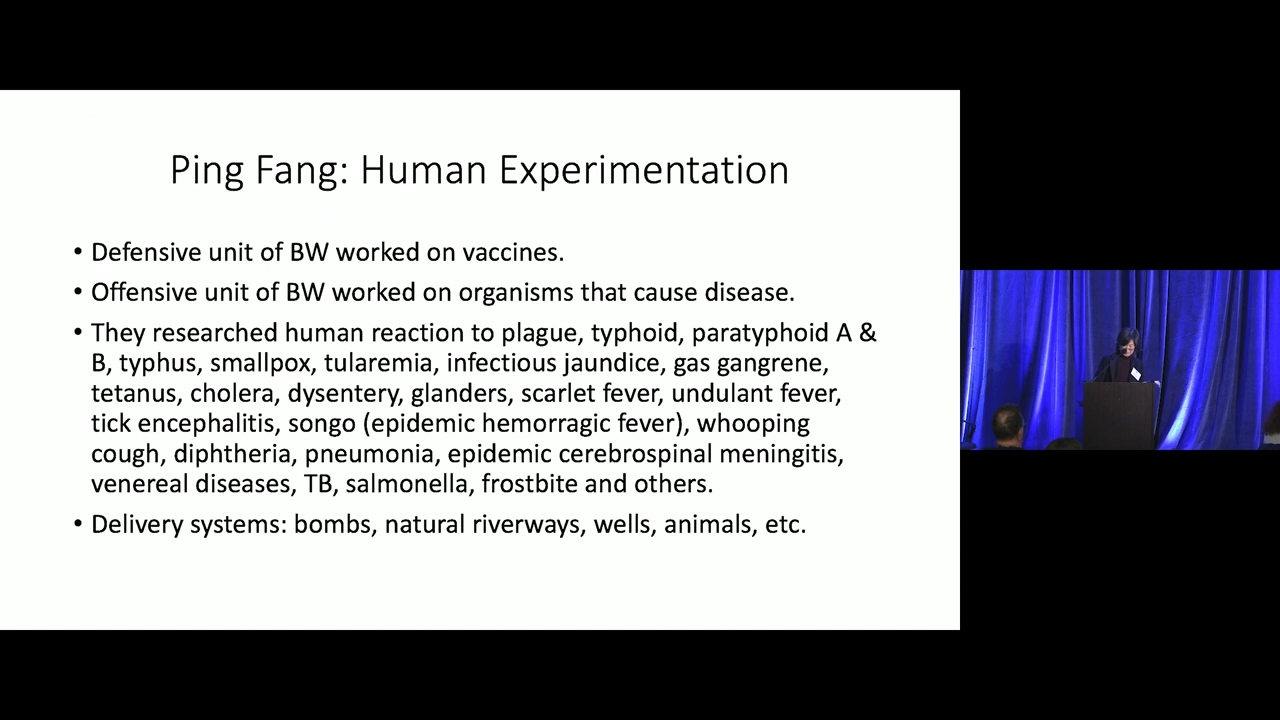 Ping Fang: Human Experimentation
• Defensive unit of BW worked on vaccines.
• Offensive unit of BW worked on organisms that cause disease.
• They researched human reaction to plague, typhoid, paratyphoid A &
B, typhus, smallpox, tularemia, infectious jaundice, gas gangrene,
tetanus, cholera, dysentery, glanders, scarlet fever, undulant fever,
tick encephalitis, songo (epidemic hemorragic fever), whooping
cough, diphtheria, pneumonia, epidemic cerebrospinal meningitis,
venereal diseases, TB, salmonella, frostbite and others.
• Delivery systems: bombs, natural riverways, wells, animals, etc.